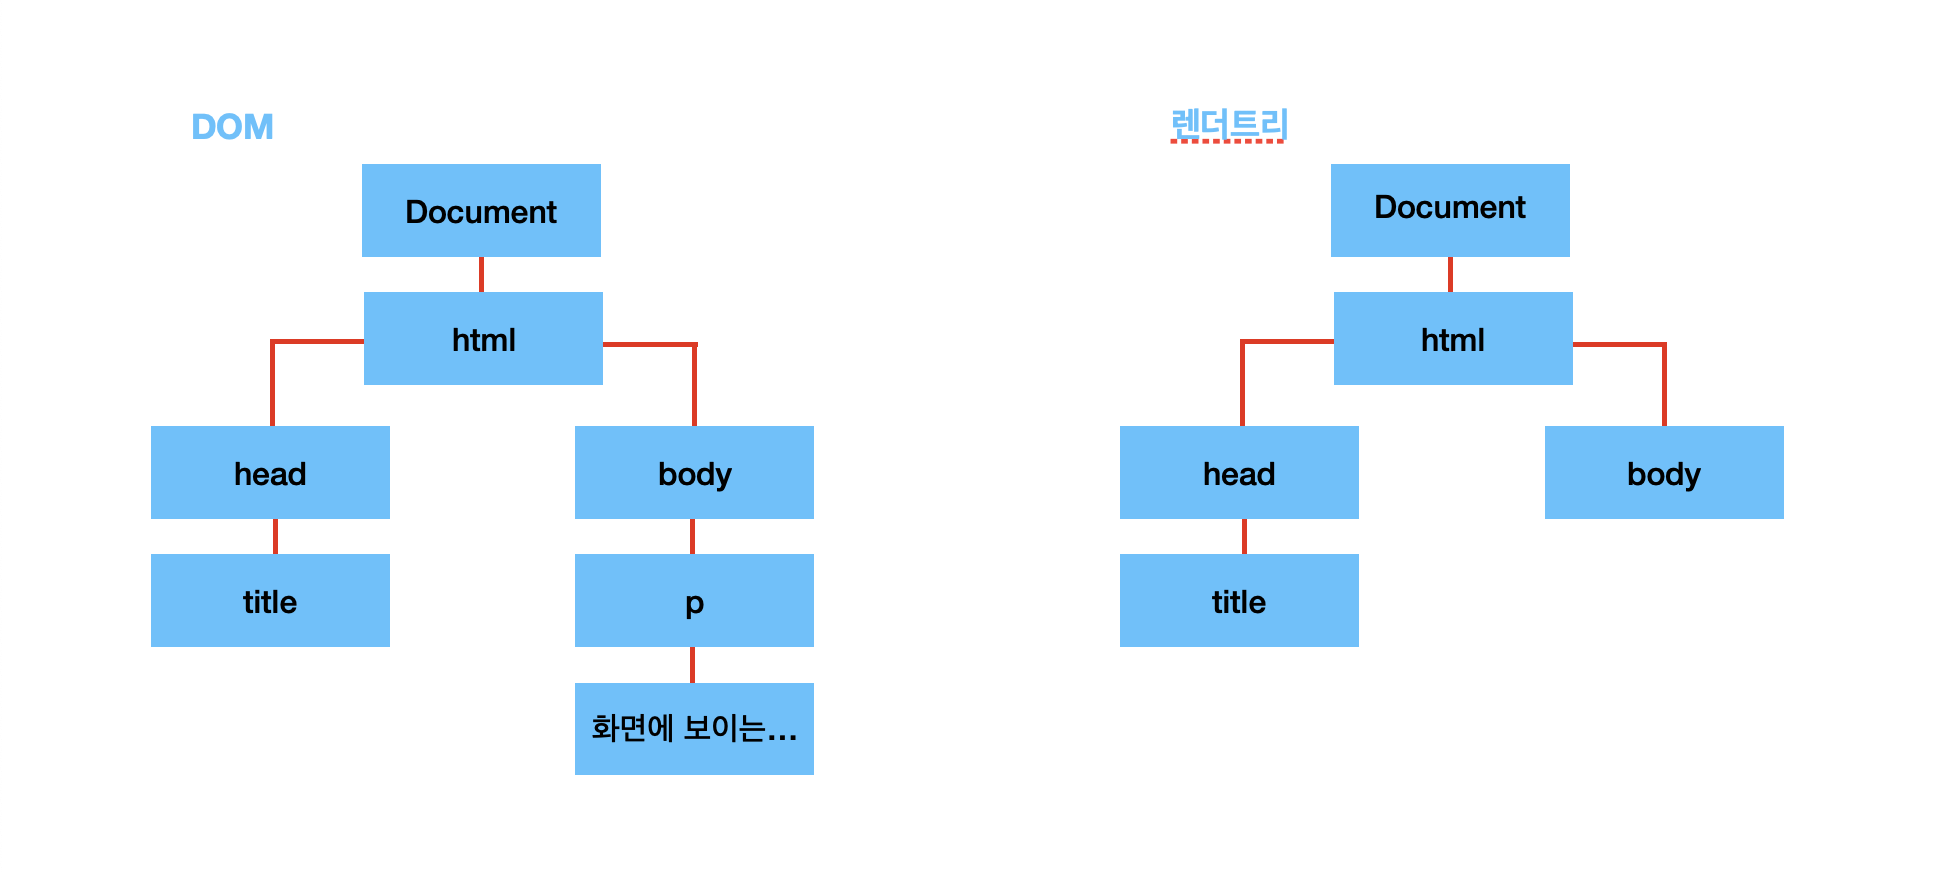 DOM
Document
html
head
body
title
p
화면에 보이는...
렌더트리
Document
html
head
body
title